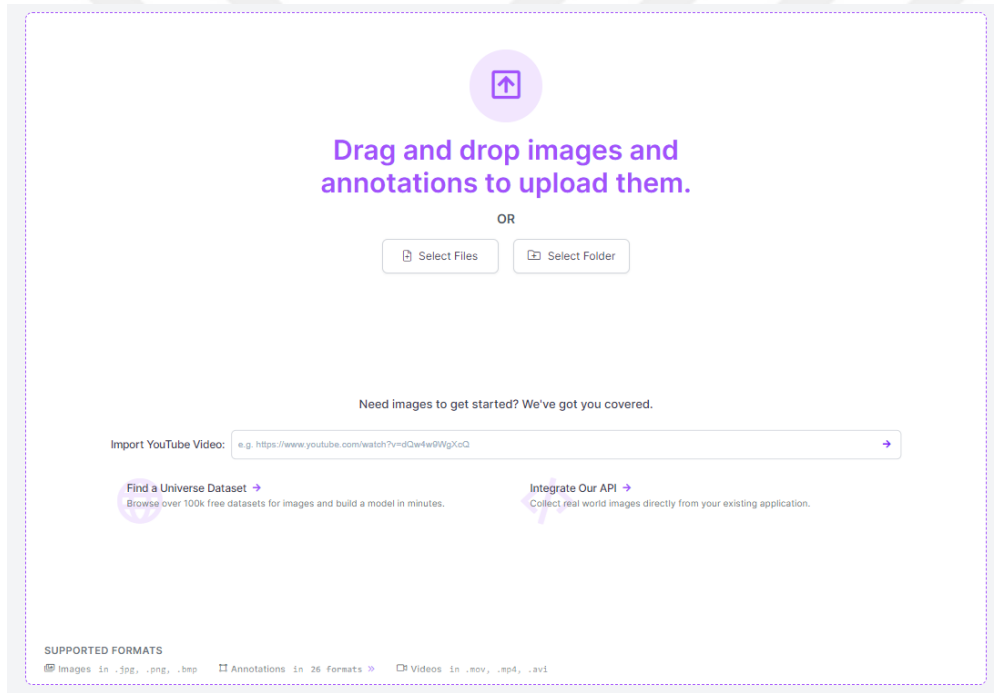 Drag and drop images and
annotations to upload them.
OR
Select Files
Select Folder
Need images to get started? We've got you covered.
Import YouTube Video:
e.g. https://www.youtube.com/watch?v=dQw4w9WgXcQ
Find a Universe Dataset
Browse over 100k free datasets for images and build a model in minutes.
Integrate Our API
Collect real world images directly from your existing application.
SUPPORTED FORMATS
Images in .jpg, .png, .bmp
Annotations in 26 formats »
Videos in .mov, .mp4, .avi